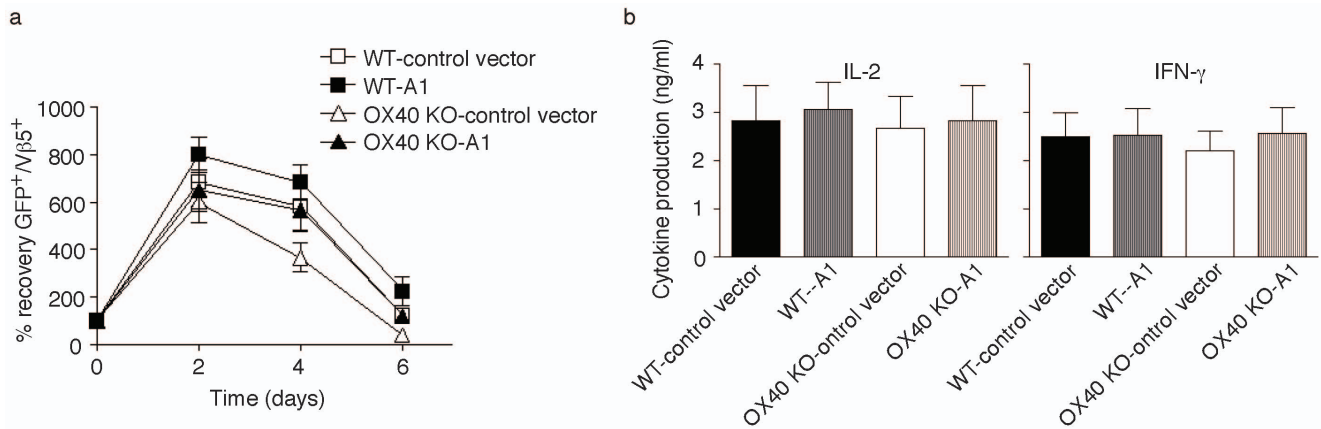 a
WT-control vector
WT-A1
OX40 KO-control vector
OX40 KO-A1
1000
800
600
400
200
0
% recovery GFP⁺/Vβ5⁺
0 2 4 6
Time (days)
b
Cytokine production (ng/ml)
4
3
2
1
0
IL-2
IFN-γ
WT-control vector
WT--A1
OX40 KO-ontrol vector
OX40 KO-A1
WT-control vector
WT--A1
OX40 KO-ontrol vector
OX40 KO-A1